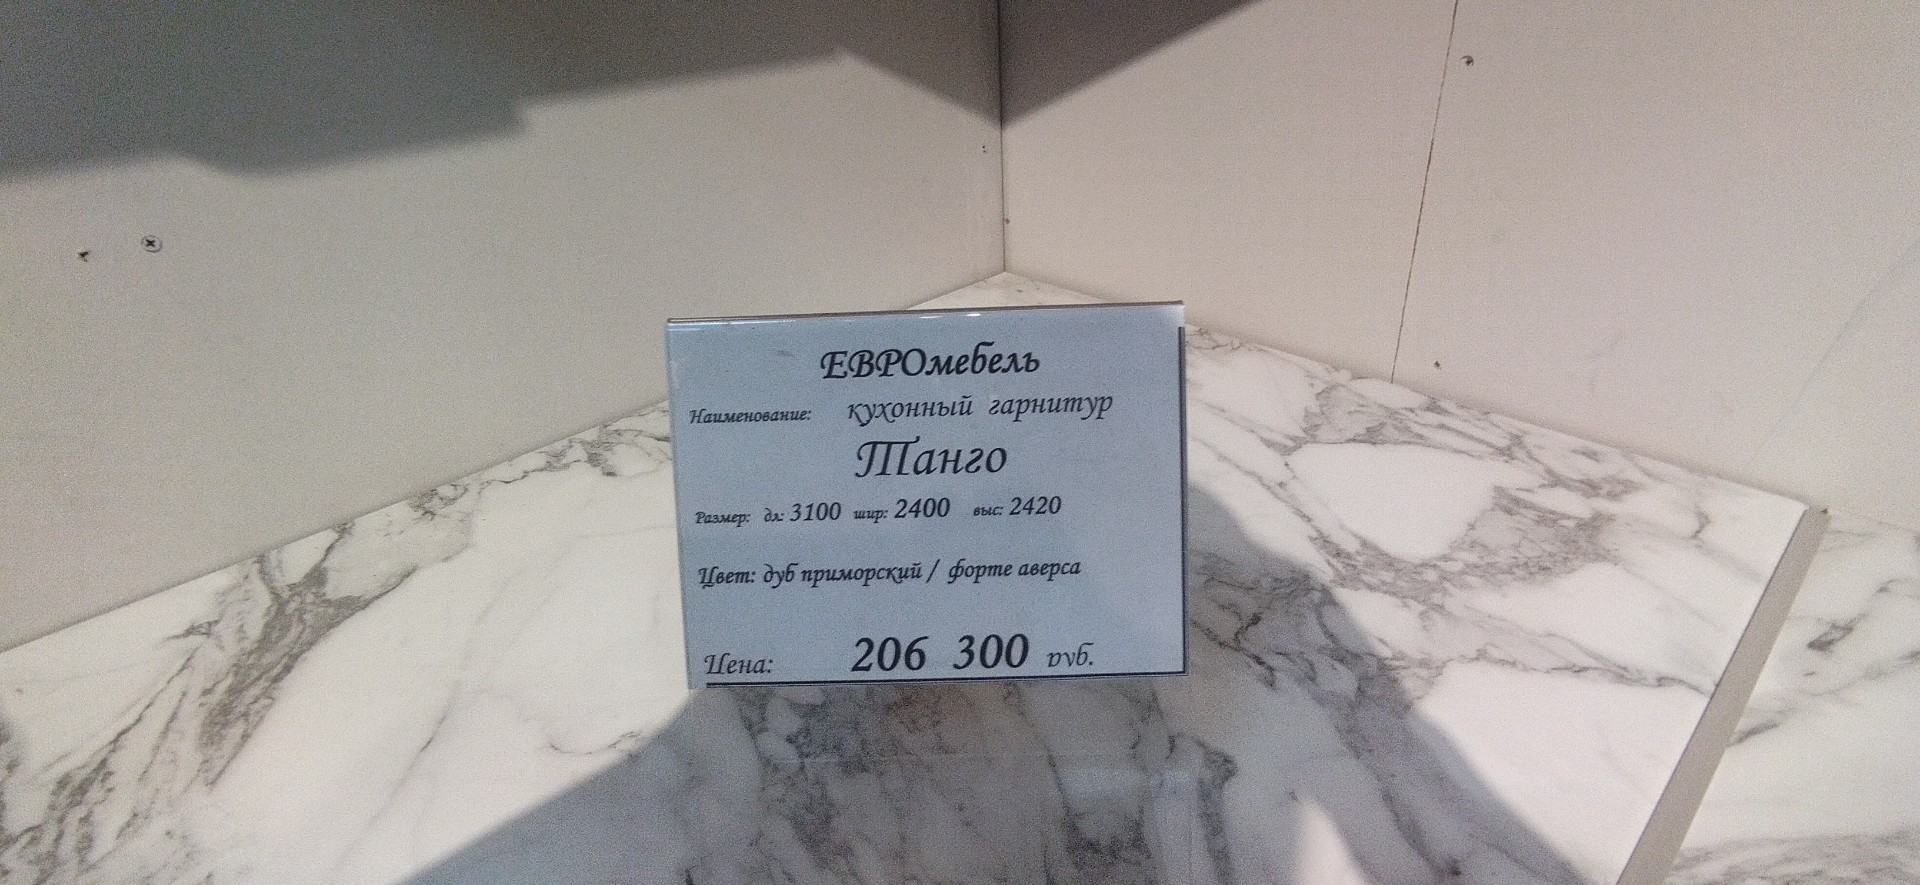 ЕВРОмебель
Наименование: кухонный гарнитур
Танго
Размер: дл: 3100 шир: 2400 выс: 2420
Цвет: дуб приморский / форте аверса
Цена: 206 300 руб.